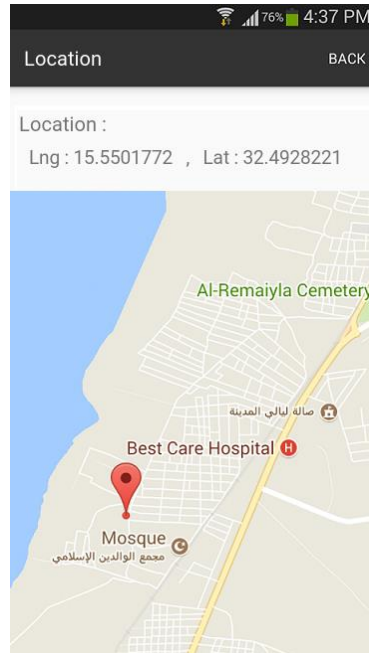 76% 4:37 PM
Location BACK
Location :
Lng : 15.5501772 , Lat : 32.4928221
Al-Remaiyla Cemetery
صالة ليالي المدينة
Best Care Hospital H
Mosque
مجمع الوالدين الإسلامي